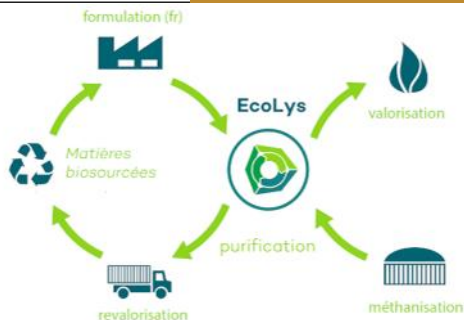 formulation (fr)
EcoLys
valorisation
Matières
biosourcées
purification
revalorisation
méthanisation